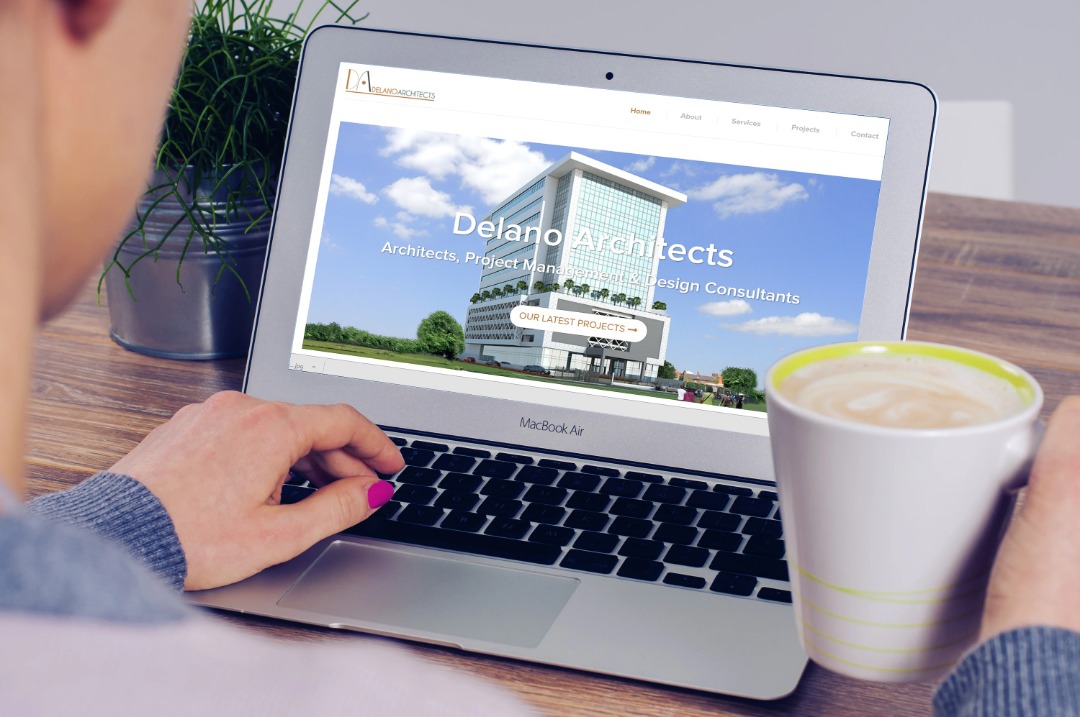 DA DELANOARCHITECTS
Home About Services Projects Contact
Delano Architects
Architects, Project Management & Design Consultants
OUR LATEST PROJECTS →
.jpg
MacBook Air